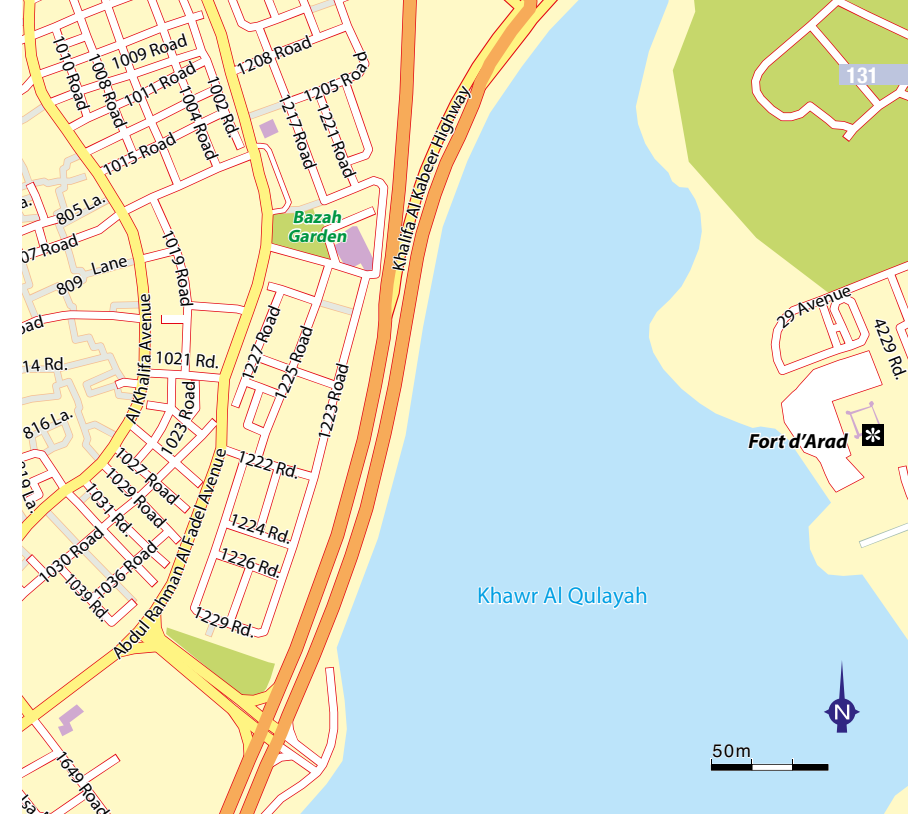 1010 Road
1009 Road
1008 Road
1011 Road
1004 Road
1002 Rd.
1208 Road
1205 Road
1217 Road
1221 Road
131
1015 Road
Khalifa Al Kabeer Highway
805 La.
Bazah
Garden
07 Road
809 Lane
1019 Road
29 Avenue
4229 Rd.
Al Khalifa Avenue
1227 Road
1225 Road
1223 Road
14 Rd.
1021 Rd.
816 La.
1023 Road
Fort d'Arad
1222 Rd.
1027 Road
1029 Road
1031 Rd.
Abdul Rahman Al Fadel Avenue
1224 Rd.
1030 Road
1036 Road
1226 Rd.
1039 Rd.
Khawr Al Qulayah
1229 Rd.
N
50m
1649 Road